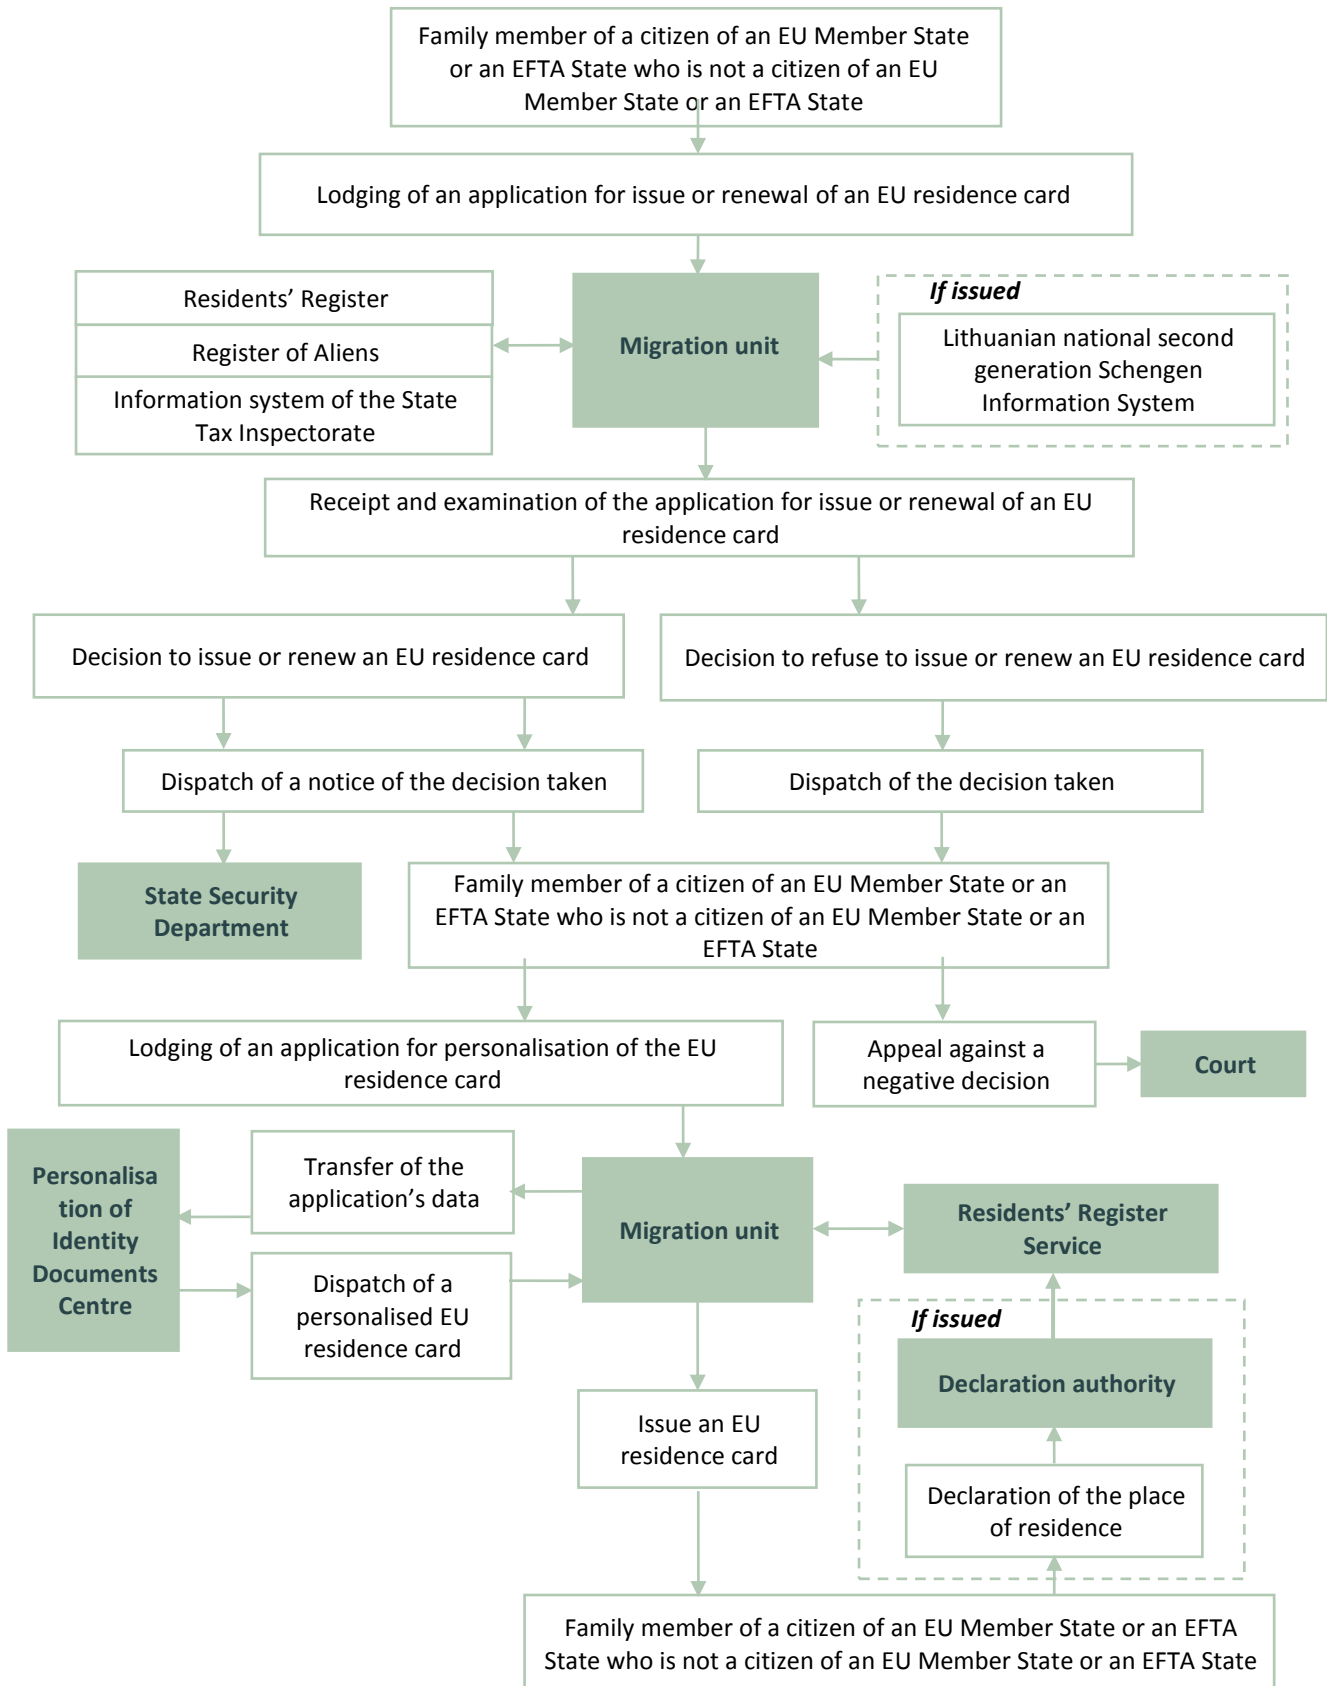 Family member of a citizen of an EU Member State
or an EFTA State who is not a citizen of an EU
Member State or an EFTA State
Lodging of an application for issue or renewal of an EU residence card
Residents’ Register
Register of Aliens
Information system of the State
Tax Inspectorate
Migration unit
If issued
Lithuanian national second
generation Schengen
Information System
Receipt and examination of the application for issue or renewal of an EU
residence card
Decision to issue or renew an EU residence card
Decision to refuse to issue or renew an EU residence card
Dispatch of a notice of the decision taken
Dispatch of the decision taken
State Security
Department
Family member of a citizen of an EU Member State or an
EFTA State who is not a citizen of an EU Member State or an
EFTA State
Lodging of an application for personalisation of the EU
residence card
Appeal against a
negative decision
Court
Personalisa
tion of
Identity
Documents
Centre
Transfer of the
application’s data
Dispatch of a
personalised EU
residence card
Migration unit
Residents’ Register
Service
If issued
Declaration authority
Issue an EU
residence card
Declaration of the place
of residence
Family member of a citizen of an EU Member State or an EFTA
State who is not a citizen of an EU Member State or an EFTA State